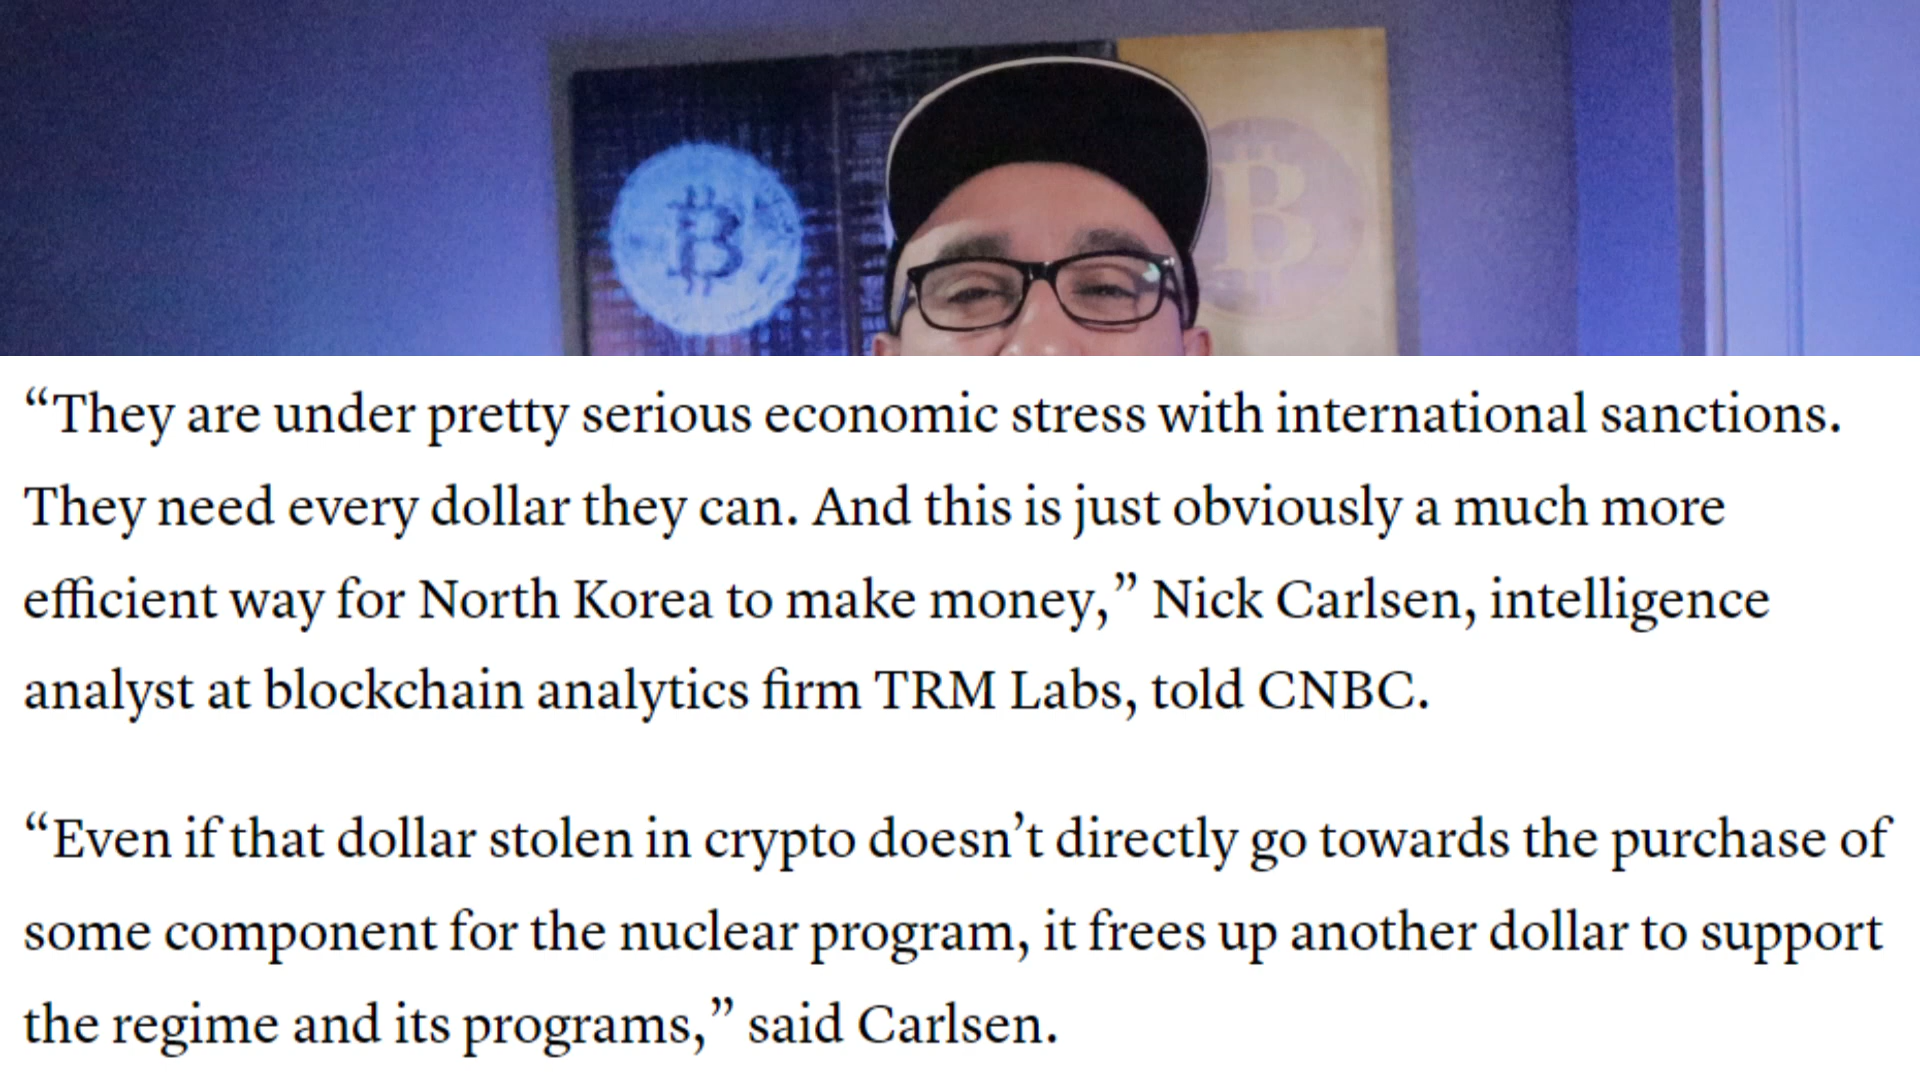 “They are under pretty serious economic stress with international sanctions.
They need every dollar they can. And this is just obviously a much more
efficient way for North Korea to make money,” Nick Carlsen, intelligence
analyst at blockchain analytics firm TRM Labs, told CNBC.
“Even if that dollar stolen in crypto doesn’t directly go towards the purchase of
some component for the nuclear program, it frees up another dollar to support
the regime and its programs,” said Carlsen.